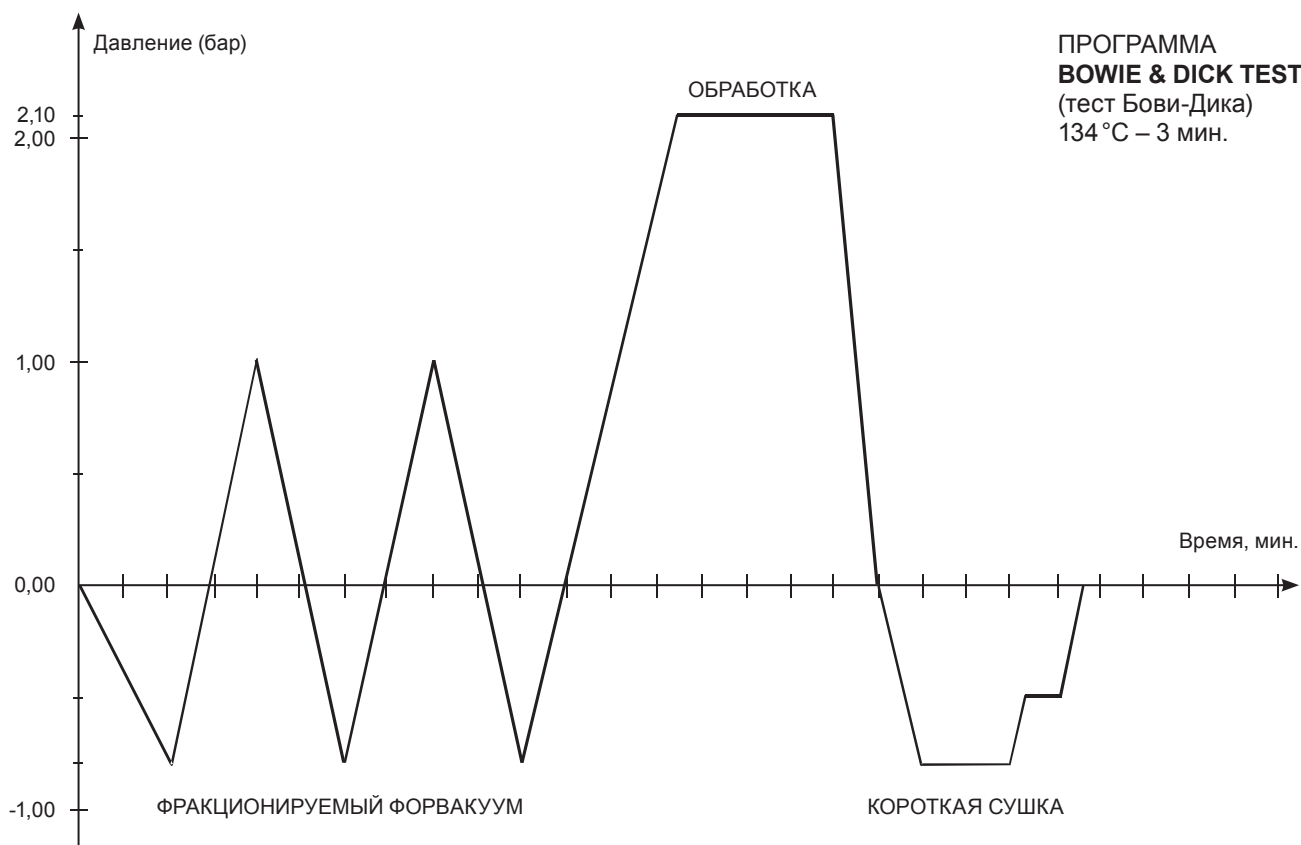 Давление (бар)
ПРОГРАММА
BOWIE & DICK TEST
(тест Бови-Дика)
134 °C – 3 мин.
ОБРАБОТКА
2,10
2,00
1,00
Время, мин.
0,00
ФРАКЦИОНИРУЕМЫЙ ФОРВАКУУМ
КОРОТКАЯ СУШКА
-1,00